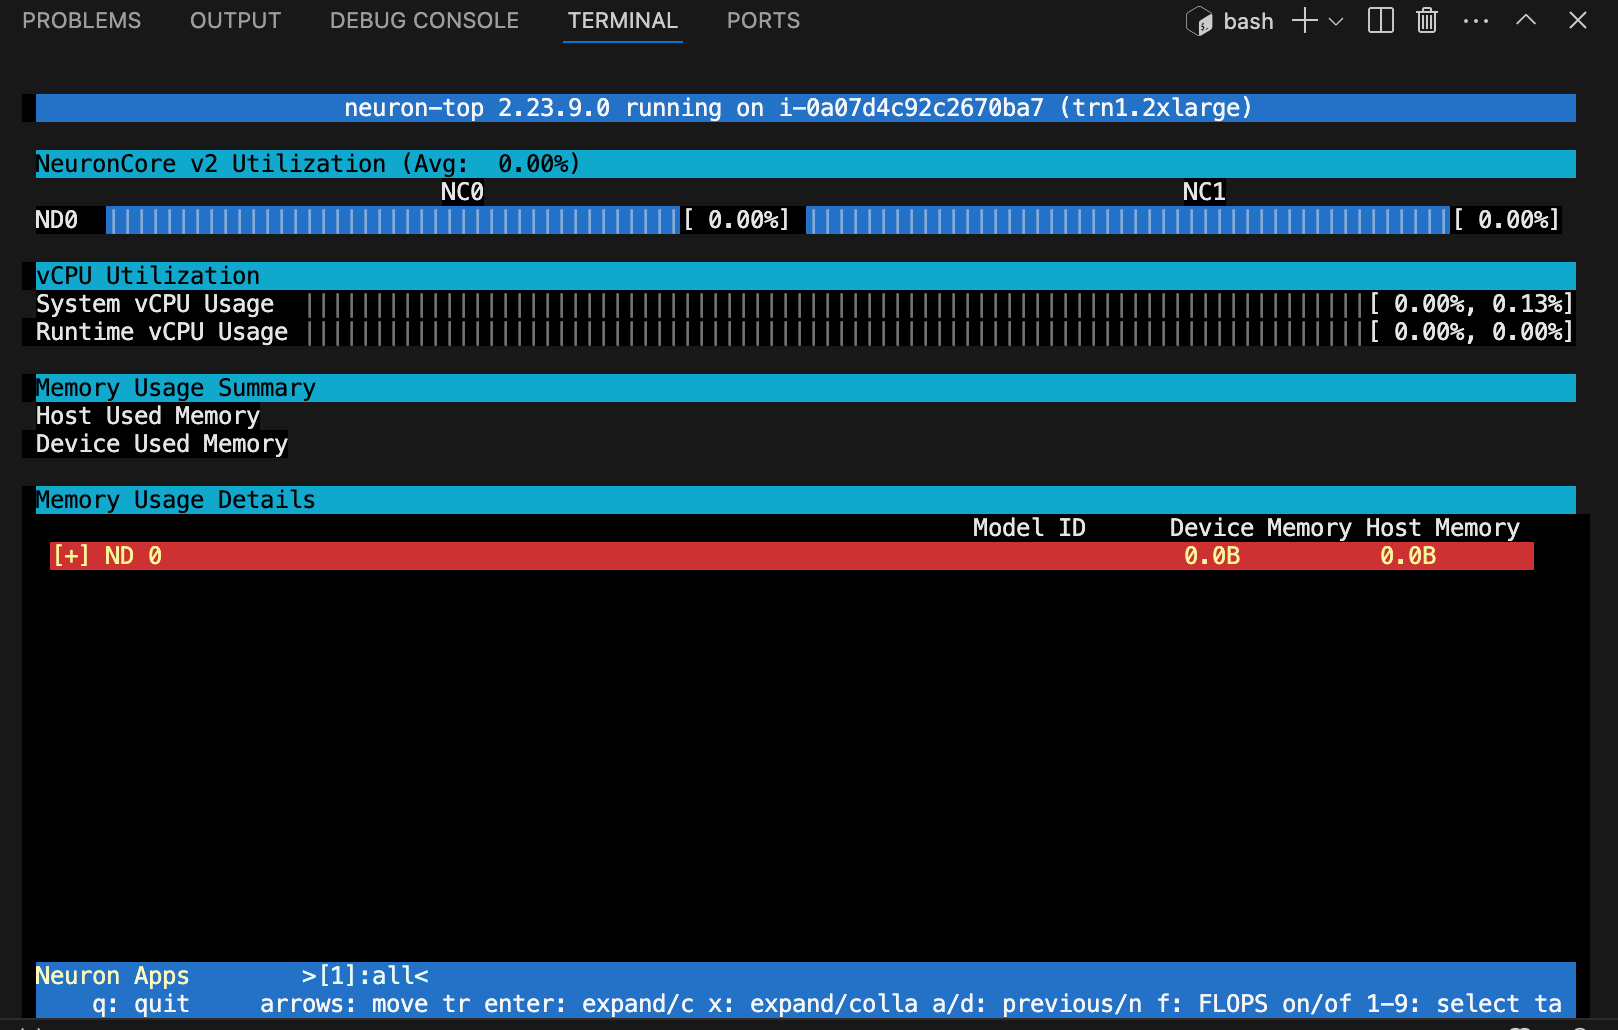 PROBLEMS OUTPUT DEBUG CONSOLE TERMINAL PORTS bash
neuron-top 2.23.9.0 running on i-0a07d4c92c2670ba7 (trn1.2xlarge)
NeuronCore v2 Utilization (Avg:  0.00%)
NC0 NC1
ND0 [ 0.00%] [ 0.00%]
vCPU Utilization
System vCPU Usage [ 0.00%, 0.13%]
Runtime vCPU Usage [ 0.00%, 0.00%]
Memory Usage Summary
Host Used Memory
Device Used Memory
Memory Usage Details
Model ID Device Memory Host Memory
[+] ND 0 0.0B 0.0B
Neuron Apps >[1]:all<
q: quit arrows: move tr enter: expand/c x: expand/colla a/d: previous/n f: FLOPS on/of 1-9: select ta